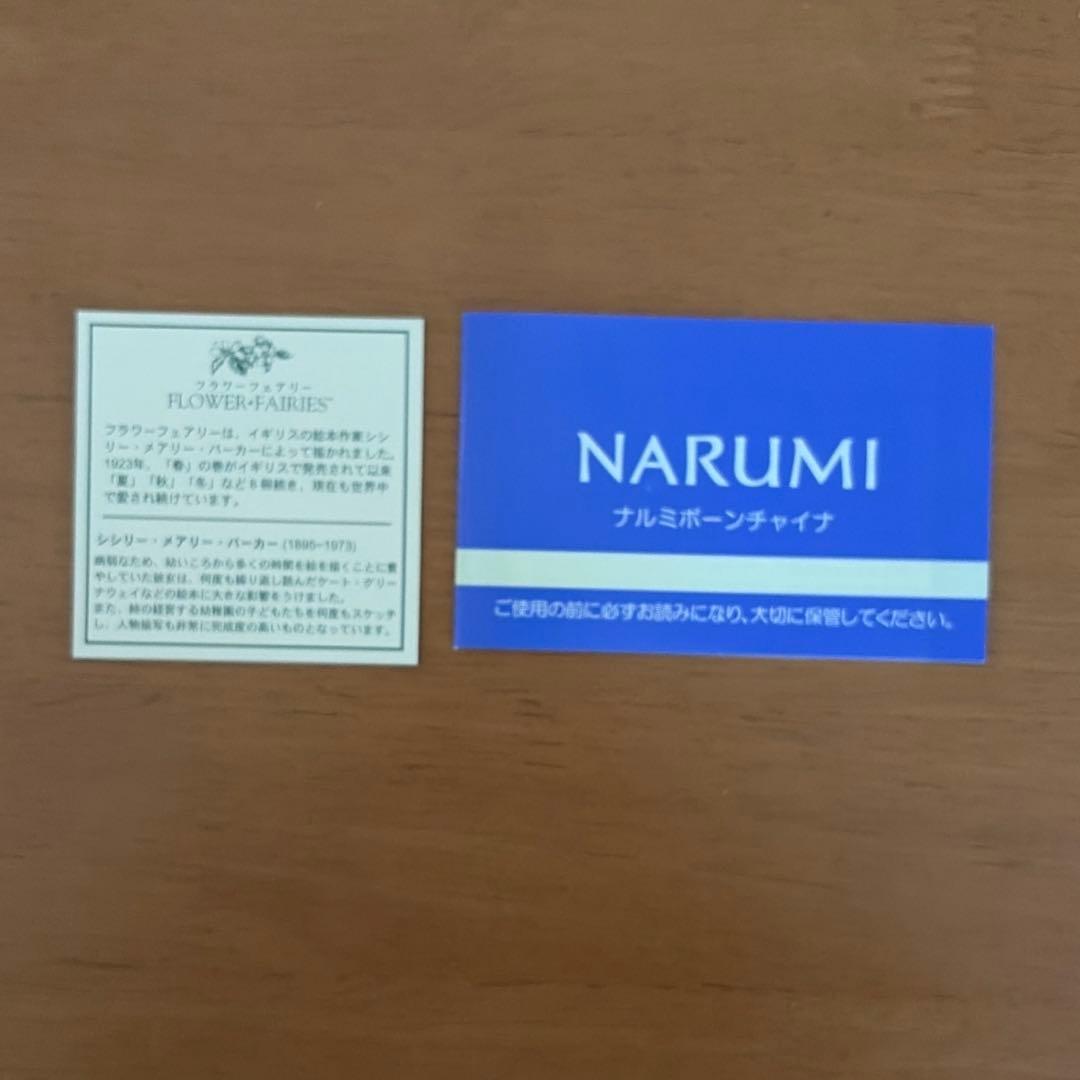 フラワーフェアリー
FLOWER•FAIRIES™
フラワーフェアリーは、イギリスの絵本作家シシ
リー・メアリー・バーカーによって描かれました。
1923年、「春」の巻がイギリスで発売されて以来
「夏」「秋」「冬」など8冊続き、現在も世界中
で愛され続けています。
シシリー・メアリー・バーカー(1895-1973)
病弱なため、幼いころから多くの時間を絵を描くことに費
やしていた彼女は、何度も繰り返し読んだケート・グリー
ナウェイなどの絵本に大きな影響をうけました。
また、姉の経営する幼稚園の子どもたちを何度もスケッチ
し、人物描写も非常に完成度の高いものとなっています。
NARUMI
ナルミボーンチャイナ
ご使用の前に必ずお読みになり、大切に保管してください。